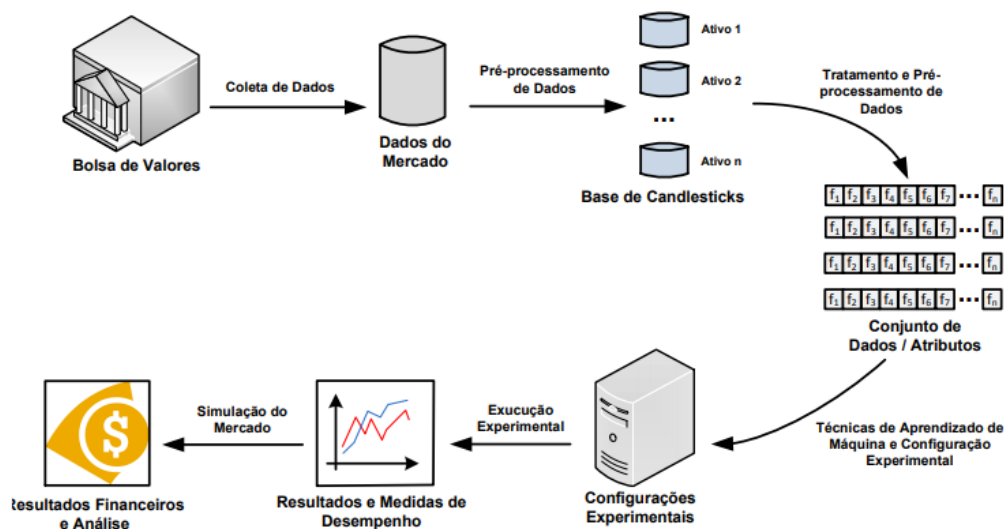 Ativo 1
Coleta de Dados
Pré-processamento
de Dados
Ativo 2
Tratamento e Pré-
processamento de
Dados
...
Bolsa de Valores
Dados do
Mercado
Ativo n
Base de Candlesticks
f1 f2 f3 f4 f5 f6 f7 ... fn
f1 f2 f3 f4 f5 f6 f7 ... fn
f1 f2 f3 f4 f5 f6 f7 ... fn
f1 f2 f3 f4 f5 f6 f7 ... fn
Conjunto de
Dados / Atributos
Técnicas de Aprendizado de
Máquina e Configuração
Experimental
Configurações
Experimentais
Exucução
Experimental
Resultados e Medidas de
Desempenho
Simulação do
Mercado
$
esultados Financeiros
e Análise